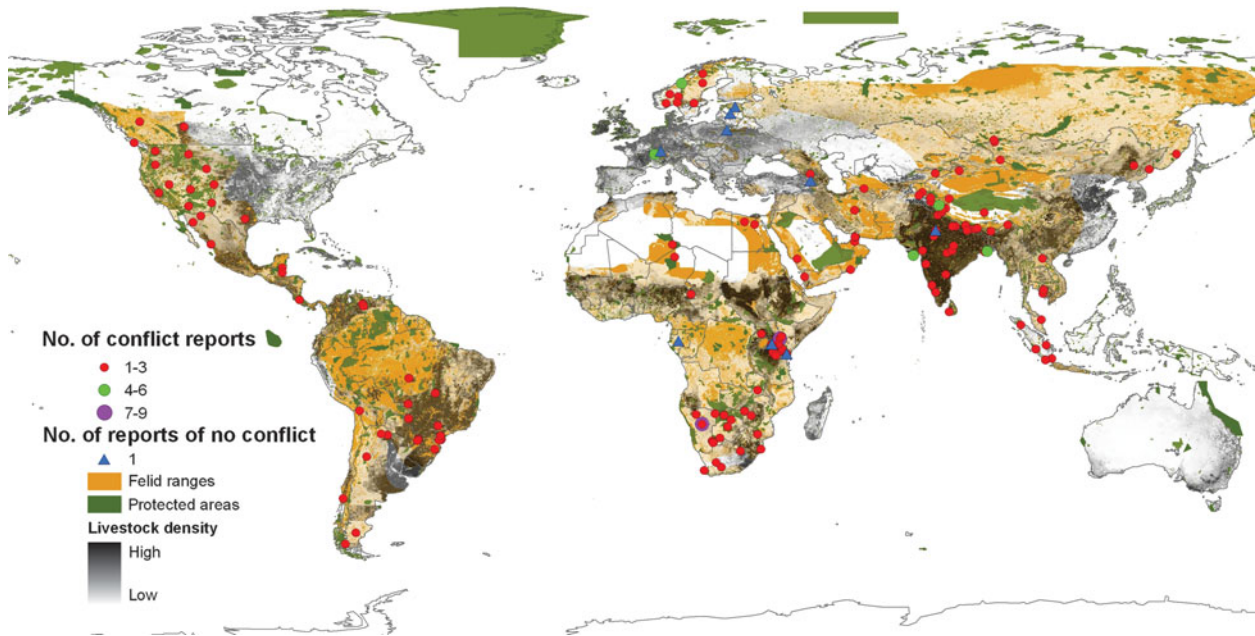 No. of conflict reports
1-3
4-6
7-9
No. of reports of no conflict
1
Felid ranges
Protected areas
Livestock density
High
Low